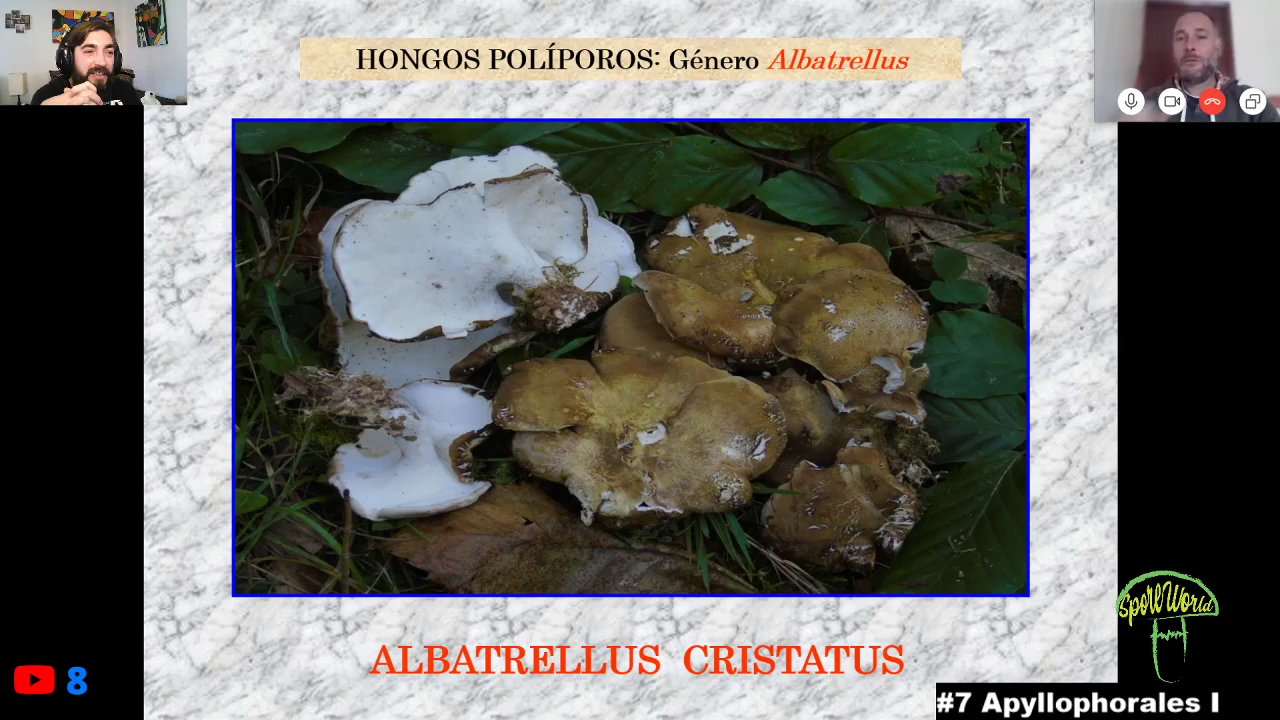 HONGOS POLÍPOROS: Género Albatrellus
ALBATRELLUS CRISTATUS
SporeWorld
8
#7 Apyllophorales I